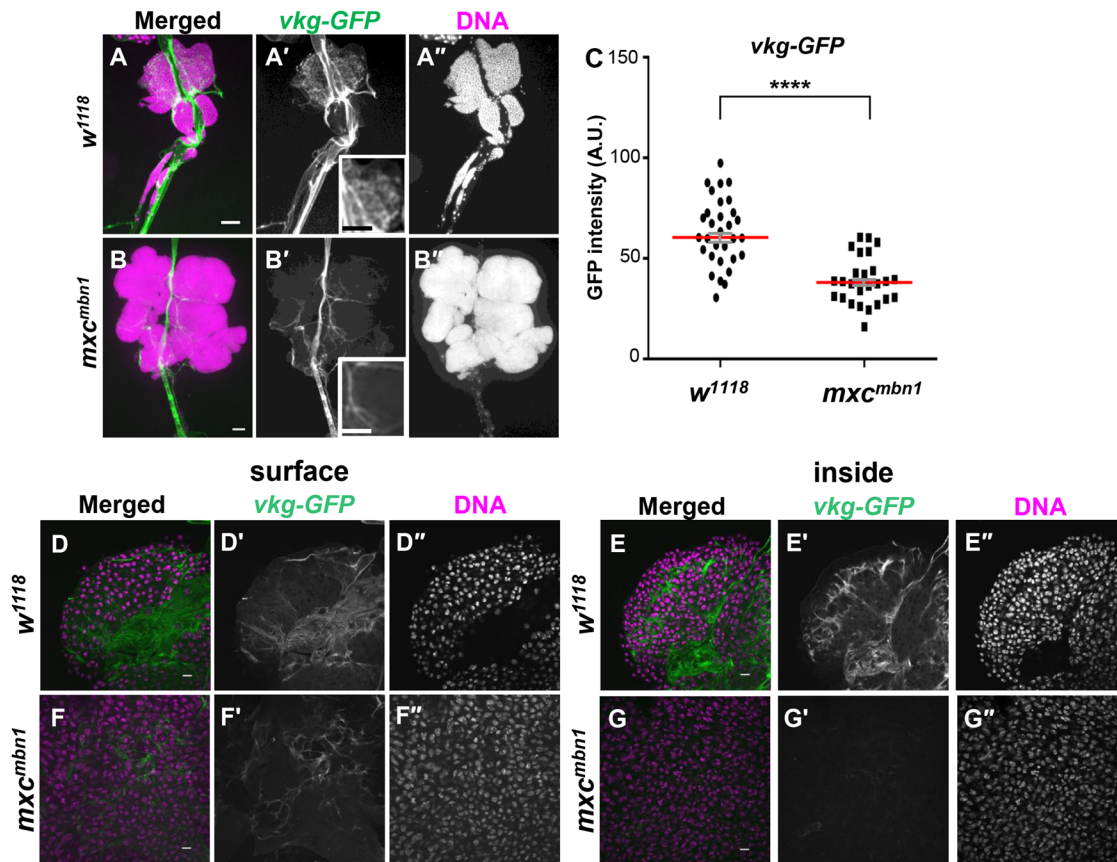 Merged vkg-GFP DNA
w1118
A A′ A″
mxcmbn1
B B′ B″
C vkg-GFP
****
GFP intensity (A.U.)
150
100
50
0
w1118 mxcmbn1
surface
Merged vkg-GFP DNA
w1118
D D' D″
mxcmbn1
F F' F″
inside
Merged vkg-GFP DNA
w1118
E E' E″
mxcmbn1
G G' G″